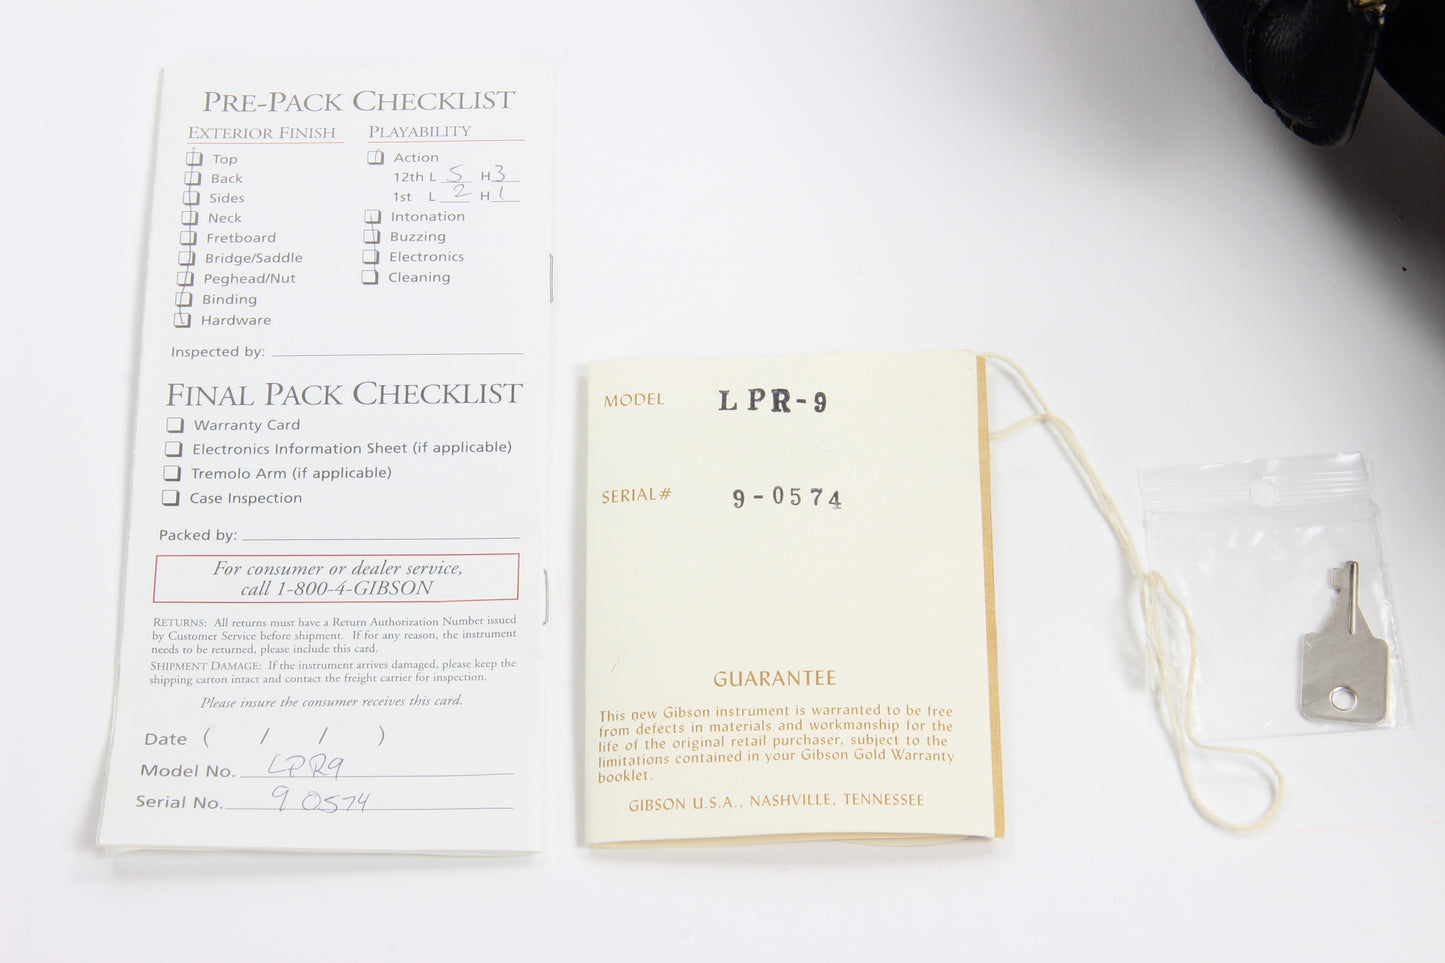 PRE-PACK CHECKLIST
EXTERIOR FINISH
Top
Back
Sides
Neck
Fretboard
Bridge/Saddle
Peghead/Nut
Binding
Hardware
PLAYABILITY
Action
12th L 5 H 3
1st L 2 H 1
Intonation
Buzzing
Electronics
Cleaning
Inspected by:
FINAL PACK CHECKLIST
Warranty Card
Electronics Information Sheet (if applicable)
Tremolo Arm (if applicable)
Case Inspection
Packed by:
For consumer or dealer service,
call 1-800-4-GIBSON
RETURNS: All returns must have a Return Authorization Number issued
by Customer Service before shipment. If for any reason, the instrument
needs to be returned, please include this card.
SHIPMENT DAMAGE: If the instrument arrives damaged, please keep the
shipping carton intact and contact the freight carrier for inspection.
Please insure the consumer receives this card.
Date ( / / )
Model No. LPR9
Serial No. 9 0574
MODEL LPR-9
SERIAL# 9-0574
GUARANTEE
This new Gibson instrument is warranted to be free
from defects in materials and workmanship for the
life of the original retail purchaser, subject to the
limitations contained in your Gibson Gold Warranty
booklet.
GIBSON U.S.A., NASHVILLE, TENNESSEE